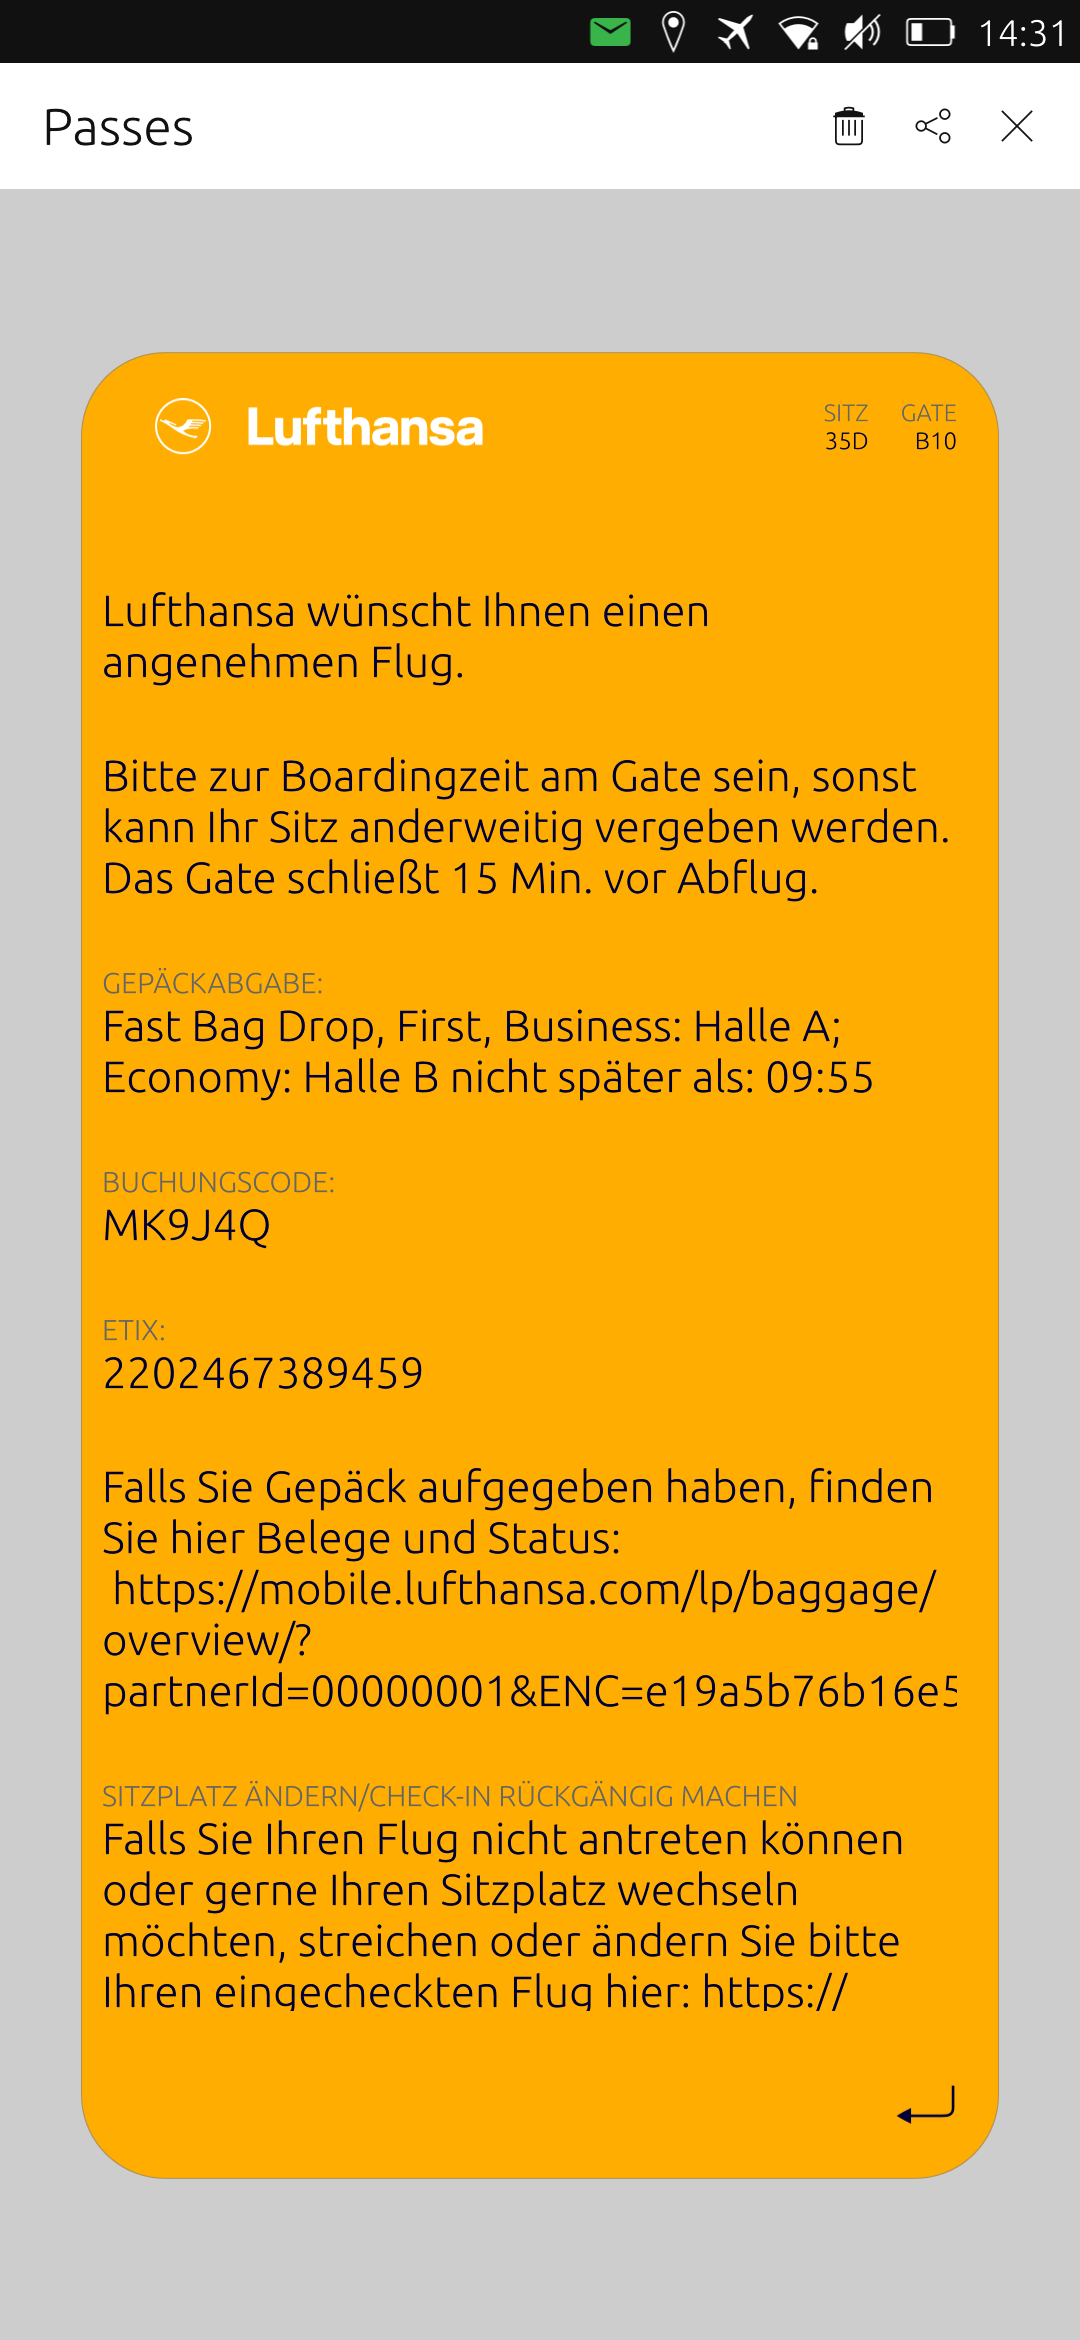 14:31
Passes
Lufthansa
SITZ GATE
35D B10
Lufthansa wünscht Ihnen einen
angenehmen Flug.
Bitte zur Boardingzeit am Gate sein, sonst
kann Ihr Sitz anderweitig vergeben werden.
Das Gate schließt 15 Min. vor Abflug.
GEPÄCKABGABE:
Fast Bag Drop, First, Business: Halle A;
Economy: Halle B nicht später als: 09:55
BUCHUNGSCODE:
MK9J4Q
ETIX:
2202467389459
Falls Sie Gepäck aufgegeben haben, finden
Sie hier Belege und Status:
https://mobile.lufthansa.com/lp/baggage/
overview/?
partnerId=00000001&ENC=e19a5b76b16e5
SITZPLATZ ÄNDERN/CHECK-IN RÜCKGÄNGIG MACHEN
Falls Sie Ihren Flug nicht antreten können
oder gerne Ihren Sitzplatz wechseln
möchten, streichen oder ändern Sie bitte
Ihren eingecheckten Flug hier: https://